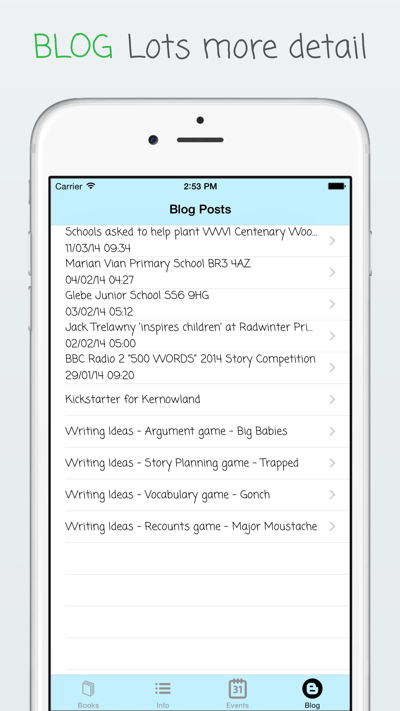 BLOG Lots more detail
Carrier 2:53 PM
Blog Posts
Schools asked to help plant WW1 Centenary Woo...
11/03/14 09:34
Marian Vian Primary School BR3 4AZ
04/02/14 04:27
Glebe Junior School SS6 9HG
03/02/14 05:12
Jack Trelawny 'inspires children' at Radwinter Pri...
02/02/14 05:00
BBC Radio 2 "500 WORDS" 2014 Story Competition
29/01/14 09:20
Kickstarter for Kernowland
Writing Ideas - Argument game - Big Babies
Writing Ideas - Story Planning game - Trapped
Writing Ideas - Vocabulary game - Gonch
Writing Ideas - Recounts game - Major Moustache
31
Books Info Events Blog